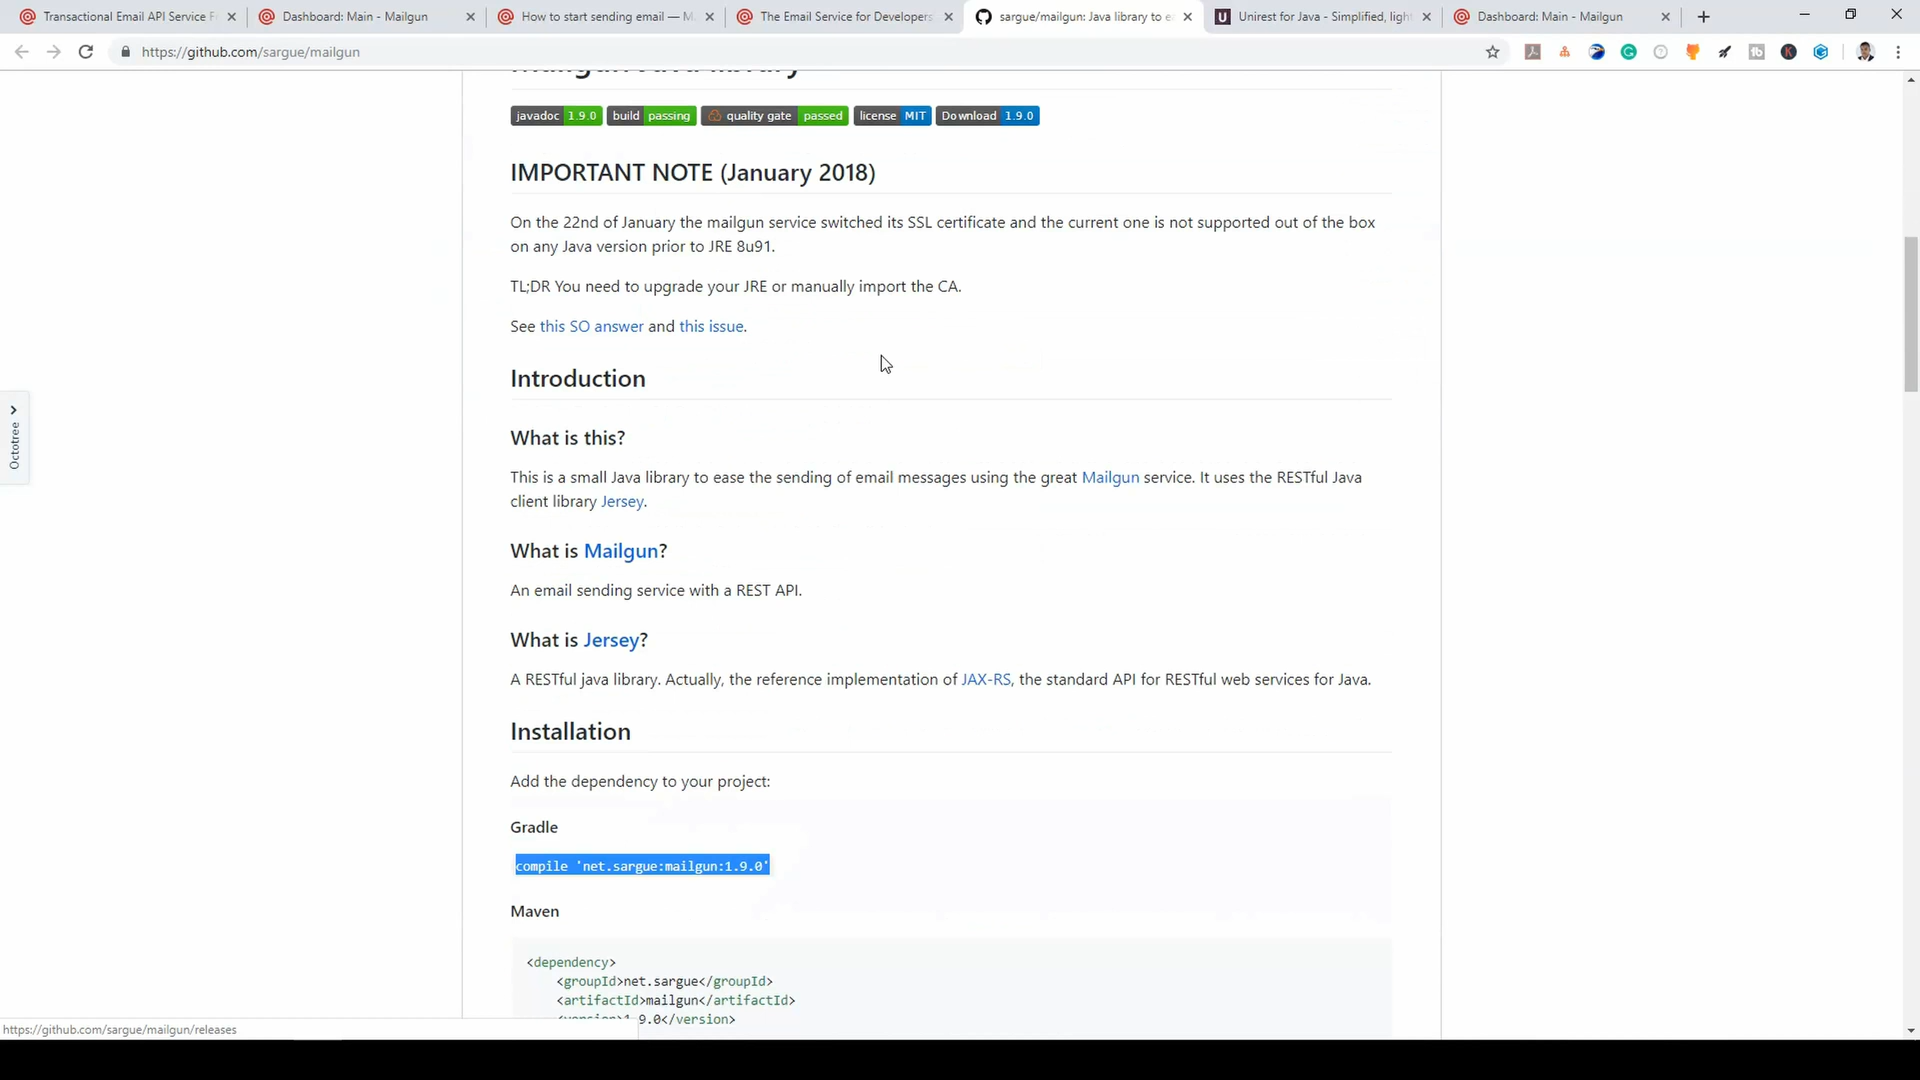 Transactional Email API Service F
Dashboard: Main - Mailgun
How to start sending email — M
The Email Service for Developers
sargue/mailgun: Java library to e
Unirest for Java - Simplified, ligh
Dashboard: Main - Mailgun
https://github.com/sargue/mailgun
Mailgun Java library
javadoc 1.9.0 build passing quality gate passed license MIT Download 1.9.0
IMPORTANT NOTE (January 2018)
On the 22nd of January the mailgun service switched its SSL certificate and the current one is not supported out of the box
on any Java version prior to JRE 8u91.
TL;DR You need to upgrade your JRE or manually import the CA.
See this SO answer and this issue.
Introduction
What is this?
This is a small Java library to ease the sending of email messages using the great Mailgun service. It uses the RESTful Java
client library Jersey.
Octotree
What is Mailgun?
An email sending service with a REST API.
What is Jersey?
A RESTful java library. Actually, the reference implementation of JAX-RS, the standard API for RESTful web services for Java.
Installation
Add the dependency to your project:
Gradle
compile 'net.sargue:mailgun:1.9.0'
Maven
<dependency>
<groupId>net.sargue</groupId>
<artifactId>mailgun</artifactId>
<version>1.9.0</version>
https://github.com/sargue/mailgun/releases